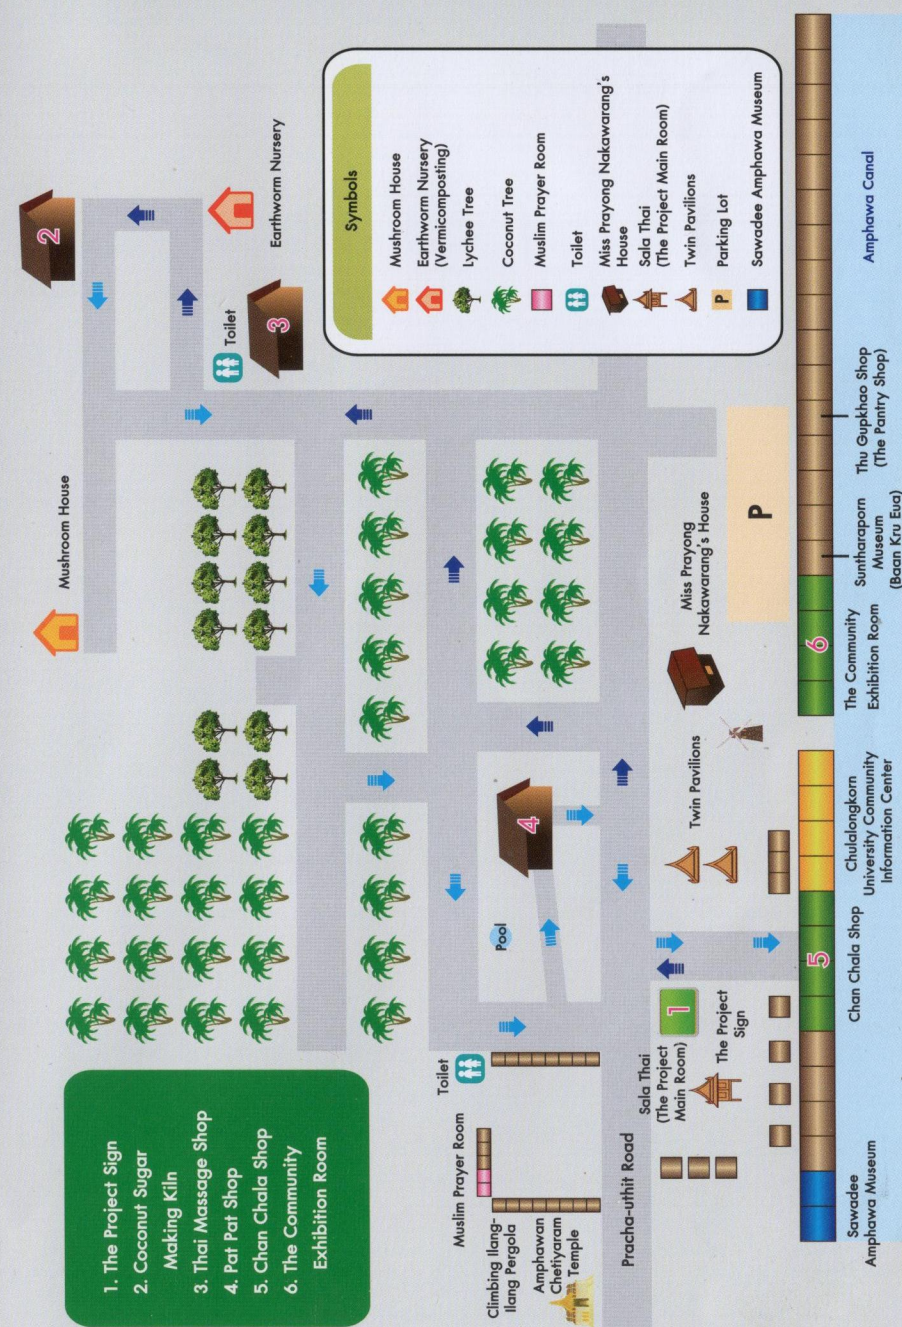 1. The Project Sign
2. Coconut Sugar
Making Kiln
3. Thai Massage Shop
4. Pat Pat Shop
5. Chan Chala Shop
6. The Community
Exhibition Room
Mushroom House
2
Toilet
3
Earthworm Nursery
Symbols
Mushroom House
Earthworm Nursery
(Vermicomposting)
Lychee Tree
Coconut Tree
Muslim Prayer Room
Toilet
Miss Prayong Nakawarang's
House
Sala Thai
(The Project Main Room)
Twin Pavilions
P
Parking Lot
Sawadee Amphawa Museum
Muslim Prayer Room
Toilet
Pool
4
Climbing Ilang-
Ilang Pergola
Amphawan
Chetiyaram
Temple
Pracha-uthit Road
Sala Thai
(The Project
Main Room)
1
The Project
Sign
Twin Pavilions
Miss Prayong
Nakawarang's House
P
5
6
Sawadee
Amphawa Museum
Chan Chala Shop
Chulalongkorn
University Community
Information Center
The Community
Exhibition Room
Suntharaporn
Museum
(Baan Kru Eua)
Thu Gupkhao Shop
(The Pantry Shop)
Amphawa Canal